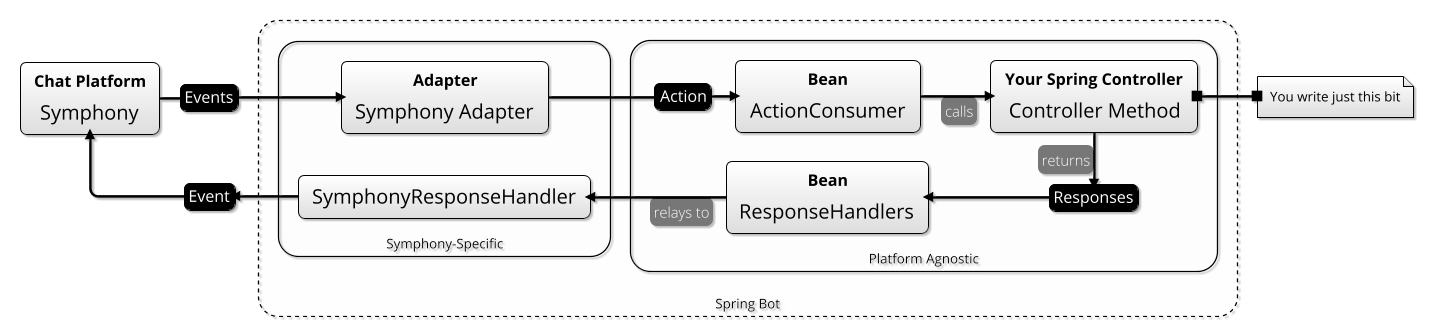 Chat Platform
Symphony
Events
Adapter
Symphony Adapter
Action
Bean
ActionConsumer
calls
Your Spring Controller
Controller Method
You write just this bit
returns
Responses
Bean
ResponseHandlers
relays to
SymphonyResponseHandler
Event
Symphony-Specific
Platform Agnostic
Spring Bot